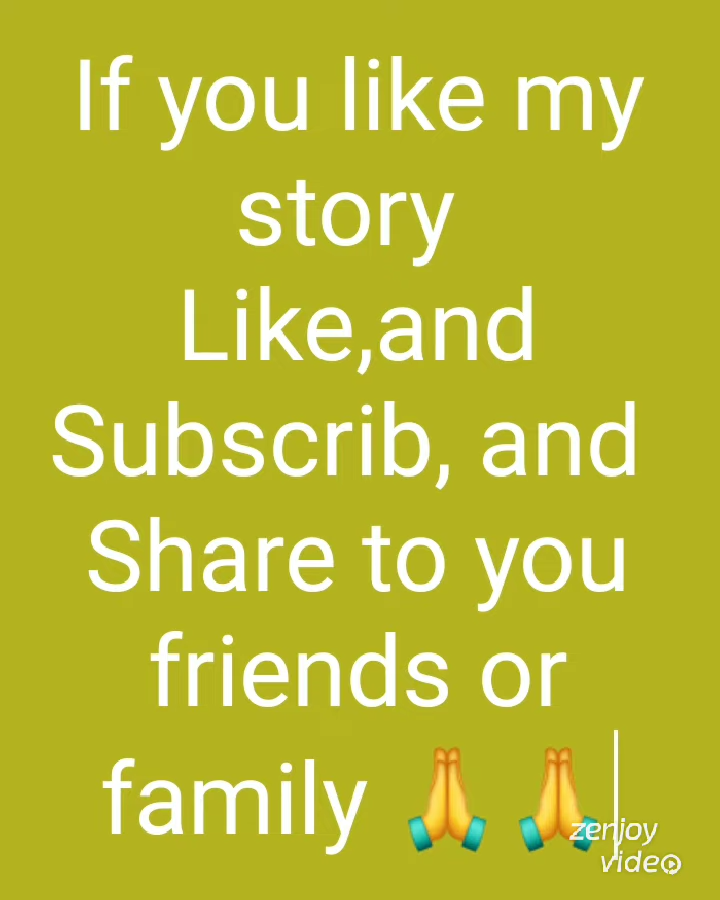 If you like my
story
Like,and
Subscrib, and
Share to you
friends or
family 🙏 🙏
zenjoy
video